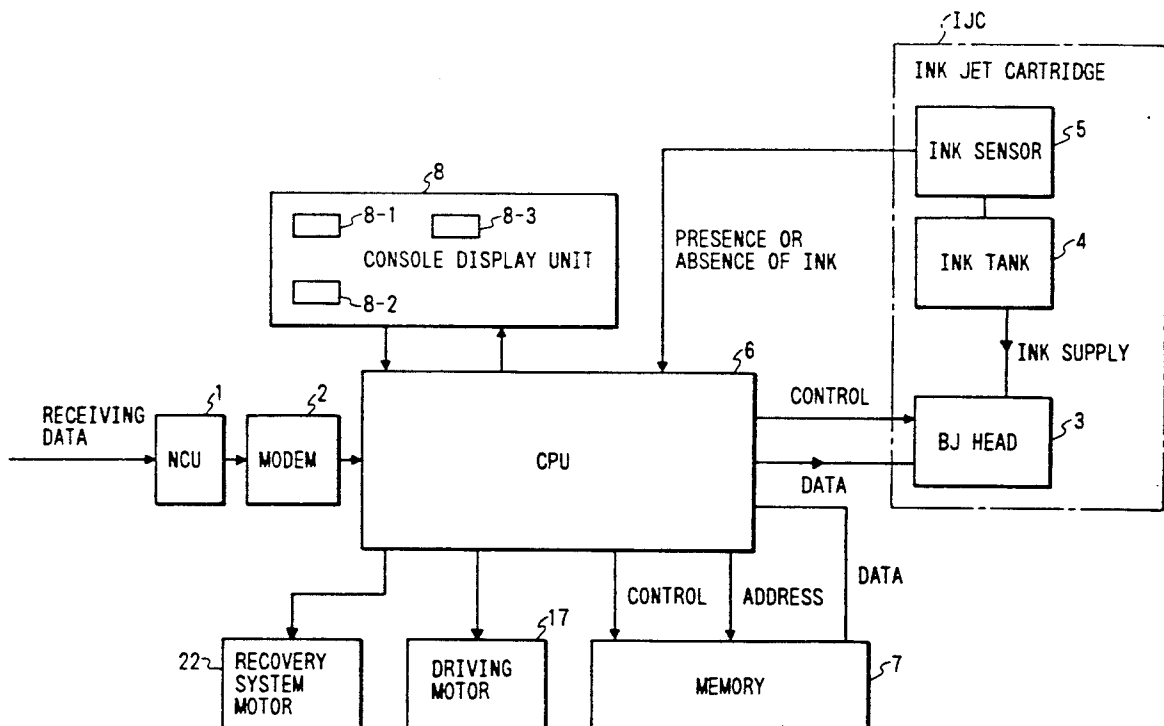 IJC
INK JET CARTRIDGE
5
INK SENSOR
8
8-1
8-3
CONSOLE DISPLAY UNIT
8-2
PRESENCE OR
ABSENCE OF INK
4
INK TANK
INK SUPPLY
6
1
2
RECEIVING
DATA
NCU
MODEM
CPU
CONTROL
3
BJ HEAD
DATA
CONTROL
ADDRESS
DATA
22
RECOVERY
SYSTEM
MOTOR
17
DRIVING
MOTOR
MEMORY
7